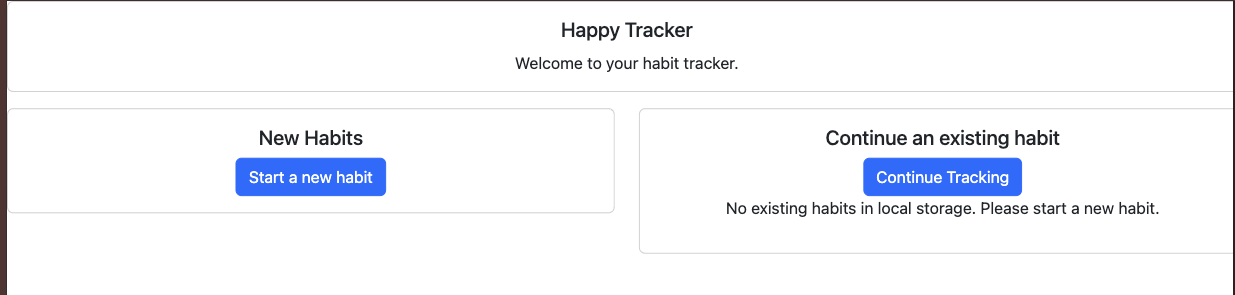 Happy Tracker
Welcome to your habit tracker.
New Habits
Start a new habit
Continue an existing habit
Continue Tracking
No existing habits in local storage. Please start a new habit.